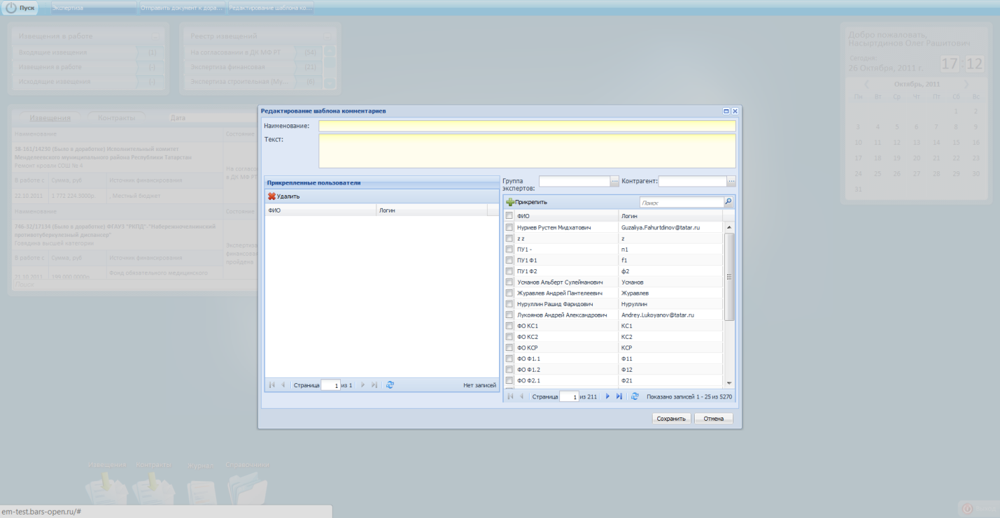 Пуск
Экспертиза
Отправить документ к дора...
Редактирование шаблона ко...
Извещения в работе
Входящие извещения (1)
Извещения в работе (-)
Исходящие извещения (-)
Реестр извещений
На согласовании в ДК МФ РТ (54)
Экспертиза финансовая (21)
Экспертиза строительная (Му... (6)
Добро пожаловать,
Насыртдинов Олег Рашитович
Сегодня:
26 Октября, 2011 г. 17:12
Октябрь, 2011
Пн Вт Ср Чт Пт Сб Вс
1 2
3 4 5 6 7 8 9
10 11 12 13 14 15 16
17 18 19 20 21 22 23
24 25 26 27 28 29 30
31
Извещения Контракты Дата
Наименование Состояние
38-161/14230 (Было в доработке) Исполнительный комитет
Менделеевского муниципального района Республики Татарстан
Ремонт кровли СОШ № 4
На согласо
в ДК МФ РТ
В работе с Сумма, руб Источник финансирования
22.10.2011 1 772 224.5000р. , Местный бюджет
Наименование Состояние
746-32/17134 (Было в доработке) ФГАУЗ "РКПД"-"Набережночелнинский
противотуберкулезный диспансер"
Говядина высшей категории
Экспертиза
финансовая
пройдена
В работе с Сумма, руб Источник финансирования
Фонд обязательного медицинского
21.10.2011 199 000.0000р.
Поиск
Редактирование шаблона комментариев
Наименование:
Текст:
Прикрепленные пользователи
Удалить
ФИО Логин
Страница 1 из 1 Нет записей
Группа
экспертов:
Контрагент:
Прикрепить Поиск
ФИО Логин
Нуриев Рустем Мидхатович Guzaliya.Fahurtdinov@tatar.ru
z z z
ПУ1 - п1
ПУ1 Ф1 f1
ПУ1 Ф2 ф2
Усманов Альберт Сулейманович Усманов
Журавлев Андрей Пантелеевич Журавлев
Нуруллин Рашид Фаридович Нуруллин
Лукоянов Андрей Александрович Andrey.Lukoyanov@tatar.ru
ФО КС1 КС1
ФО КС2 КС2
ФО КСР КСР
ФО Ф1.1 Ф11
ФО Ф1.2 Ф12
ФО Ф2.1 Ф21
Страница 1 из 211 Показано записей 1 - 25 из 5270
Сохранить Отмена
Извещения Контракты Журнал Справочники
em-test.bars-open.ru/#